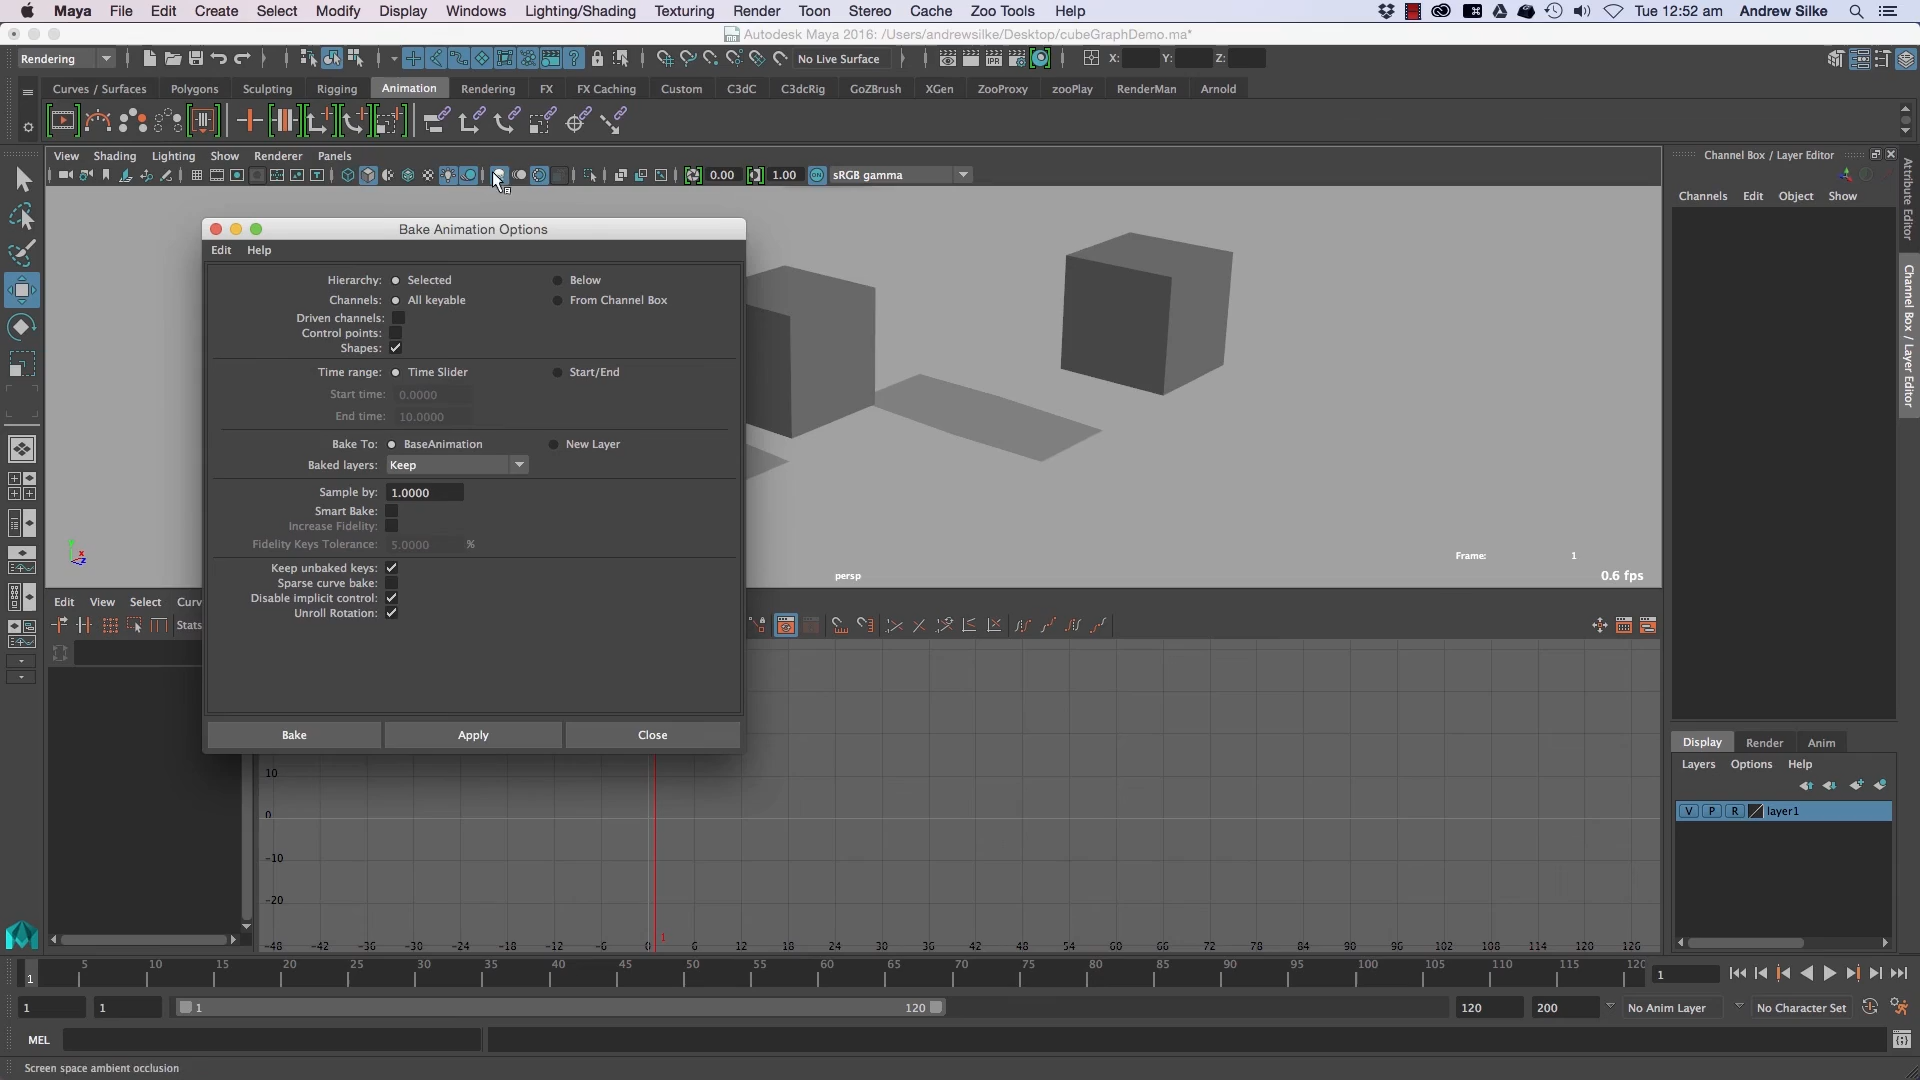 Maya File Edit Create Select Modify Display Windows Lighting/Shading Texturing Render Toon Stereo Cache Zoo Tools Help Tue 12:52 am Andrew Silke
Autodesk Maya 2016: /Users/andrewsilke/Desktop/cubeGraphDemo.ma*
Rendering No Live Surface X: Y: Z:
Curves / Surfaces Polygons Sculpting Rigging Animation Rendering FX FX Caching Custom C3dC C3dcRig GoZBrush XGen ZooProxy zooPlay RenderMan Arnold
View Shading Lighting Show Renderer Panels
0.00 1.00 sRGB gamma
Channel Box / Layer Editor
Channels Edit Object Show
Attribute Editor
Channel Box / Layer Editor
Bake Animation Options
Edit Help
Hierarchy: Selected Below
Channels: All keyable From Channel Box
Driven channels:
Control points:
Shapes:
Time range: Time Slider Start/End
Start time: 0.0000
End time: 10.0000
Bake To: BaseAnimation New Layer
Baked layers: Keep
Sample by: 1.0000
Smart Bake:
Increase Fidelity:
Fidelity Keys Tolerance: 5.0000 %
Keep unbaked keys:
Sparse curve bake:
Disable implicit control:
Unroll Rotation:
Bake Apply Close
Frame: 1
persp 0.6 fps
y x z
Edit View Select Curv
Stats
10
0
-10
-20
1
-48 -42 -36 -30 -24 -18 -12 -6 0 6 12 18 24 30 36 42 48 54 60 66 72 78 84 90 96 102 108 114 120 126
Display Render Anim
Layers Options Help
V P R layer1
1 5 10 15 20 25 30 35 40 45 50 55 60 65 70 75 80 85 90 95 100 105 110 115 120 1
1 1 1 120 120 200 No Anim Layer No Character Set
MEL
Screen space ambient occlusion